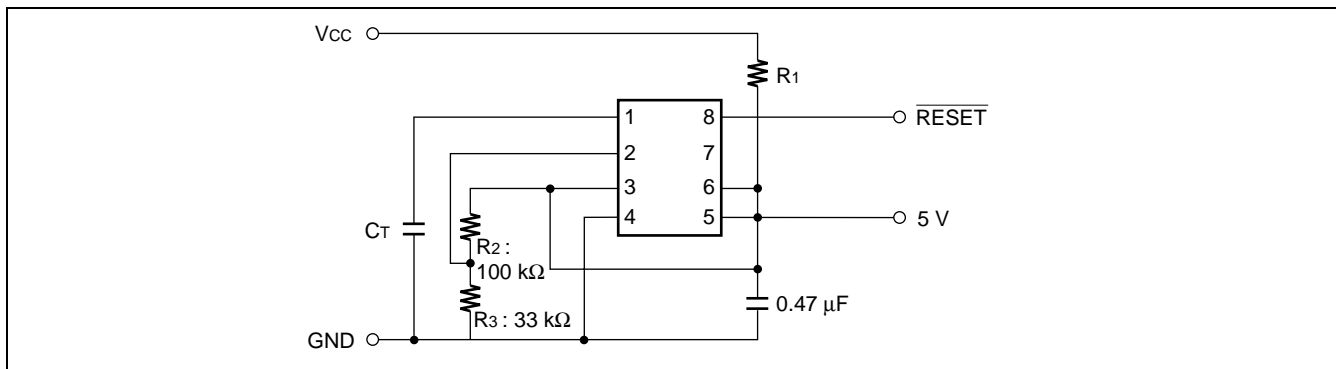 VCC
R1
1 8
RESET
2 7
3 6
4 5
5 V
CT
R2 :
100 kΩ
0.47 µF
R3 : 33 kΩ
GND